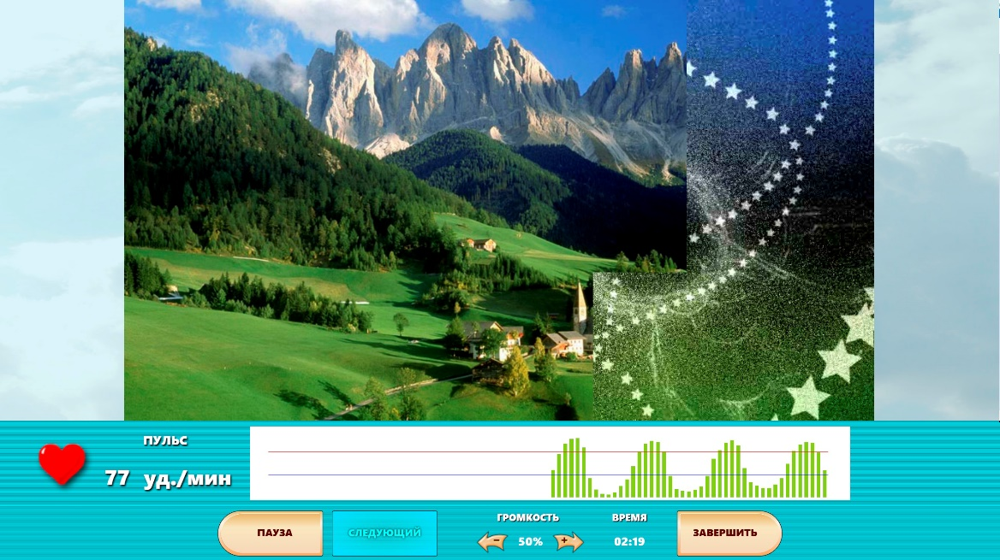 ПУЛЬС
77 уд./мин
ГРОМКОСТЬ
ВРЕМЯ
ПАУЗА
СЛЕДУЮЩИЙ
- 50% +
02:19
ЗАВЕРШИТЬ